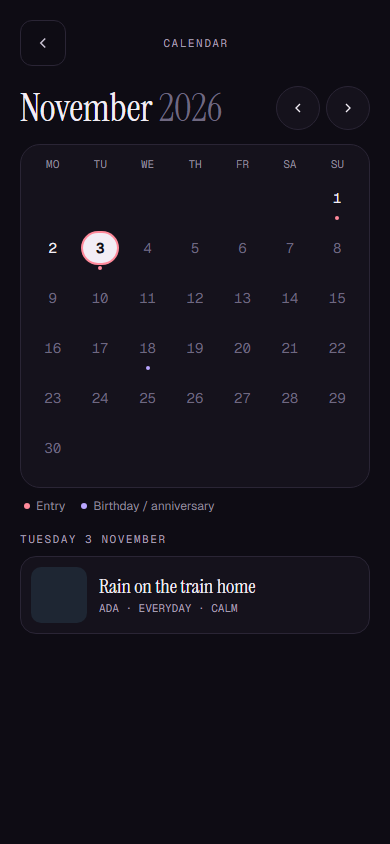 CALENDAR
November 2026
MO TU WE TH FR SA SU
1
2 3 4 5 6 7 8
9 10 11 12 13 14 15
16 17 18 19 20 21 22
23 24 25 26 27 28 29
30
Entry Birthday / anniversary
TUESDAY 3 NOVEMBER
Rain on the train home
ADA · EVERYDAY · CALM